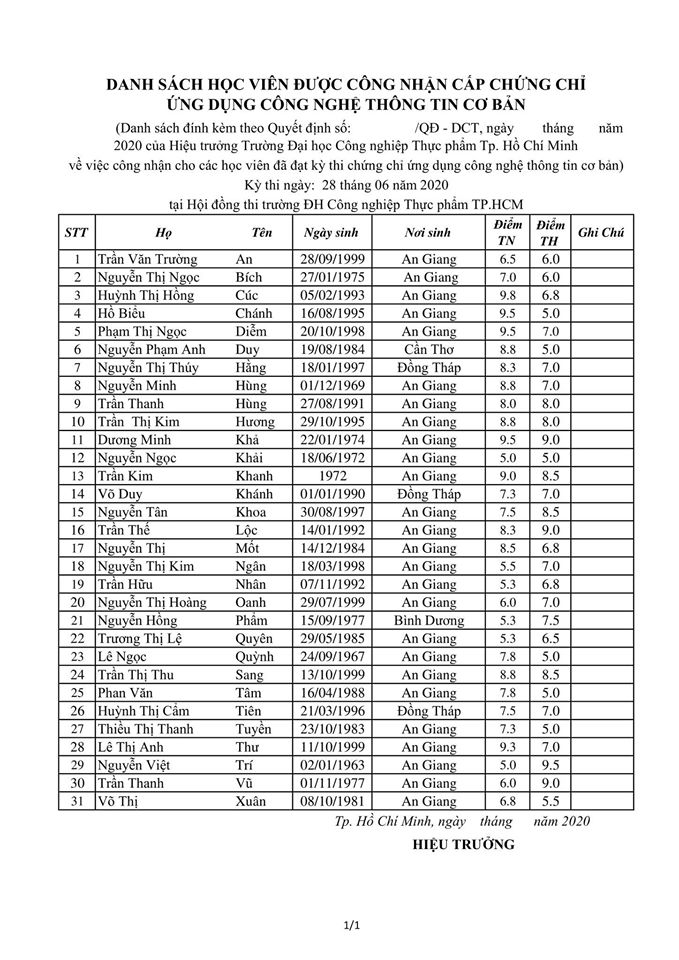 DANH SÁCH HỌC VIÊN ĐƯỢC CÔNG NHẬN CẤP CHỨNG CHỈ
ỨNG DỤNG CÔNG NGHỆ THÔNG TIN CƠ BẢN
(Danh sách đính kèm theo Quyết định số: /QĐ - DCT, ngày tháng năm
2020 của Hiệu trưởng Trường Đại học Công nghiệp Thực phẩm Tp. Hồ Chí Minh
về việc công nhận cho các học viên đã đạt kỳ thi chứng chỉ ứng dụng công nghệ thông tin cơ bản)
Kỳ thi ngày: 28 tháng 06 năm 2020
tại Hội đồng thi trường ĐH Công nghiệp Thực phẩm TP.HCM
STT Họ Tên Ngày sinh Nơi sinh Điểm TN Điểm TH Ghi Chú
1 Trần Văn Trường An 28/09/1999 An Giang 6.5 6.0
2 Nguyễn Thị Ngọc Bích 27/01/1975 An Giang 7.0 6.0
3 Huỳnh Thị Hồng Cúc 05/02/1993 An Giang 9.8 6.8
4 Hồ Biểu Chánh 16/08/1995 An Giang 9.5 5.0
5 Phạm Thị Ngọc Diễm 20/10/1998 An Giang 9.5 7.0
6 Nguyễn Phạm Anh Duy 19/08/1984 Cần Thơ 8.8 5.0
7 Nguyễn Thị Thúy Hằng 18/01/1997 Đồng Tháp 8.3 7.0
8 Nguyễn Minh Hùng 01/12/1969 An Giang 8.8 7.0
9 Trần Thanh Hùng 27/08/1991 An Giang 8.0 8.0
10 Trần Thị Kim Hương 29/10/1995 An Giang 8.8 8.0
11 Dương Minh Khả 22/01/1974 An Giang 9.5 9.0
12 Nguyễn Ngọc Khải 18/06/1972 An Giang 5.0 5.0
13 Trần Kim Khanh 1972 An Giang 9.0 8.5
14 Võ Duy Khánh 01/01/1990 Đồng Tháp 7.3 7.0
15 Nguyễn Tân Khoa 30/08/1997 An Giang 7.5 8.5
16 Trần Thế Lộc 14/01/1992 An Giang 8.3 9.0
17 Nguyễn Thị Mốt 14/12/1984 An Giang 8.5 6.8
18 Nguyễn Thị Kim Ngân 18/03/1998 An Giang 5.5 7.0
19 Trần Hữu Nhân 07/11/1992 An Giang 5.3 6.8
20 Nguyễn Thị Hoàng Oanh 29/07/1999 An Giang 6.0 7.0
21 Nguyễn Hồng Phẩm 15/09/1977 Bình Dương 5.3 7.5
22 Trương Thị Lệ Quyên 29/05/1985 An Giang 5.3 6.5
23 Lê Ngọc Quỳnh 24/09/1967 An Giang 7.8 5.0
24 Trần Thị Thu Sang 13/10/1999 An Giang 8.8 8.5
25 Phan Văn Tâm 16/04/1988 An Giang 7.8 5.0
26 Huỳnh Thị Cẩm Tiên 21/03/1996 Đồng Tháp 7.5 7.0
27 Thiều Thị Thanh Tuyền 23/10/1983 An Giang 7.3 5.0
28 Lê Thị Anh Thư 11/10/1999 An Giang 9.3 7.0
29 Nguyễn Việt Trí 02/01/1963 An Giang 5.0 9.5
30 Trần Thanh Vũ 01/11/1977 An Giang 6.0 9.0
31 Võ Thị Xuân 08/10/1981 An Giang 6.8 5.5
Tp. Hồ Chí Minh, ngày tháng năm 2020
HIỆU TRƯỞNG
1/1